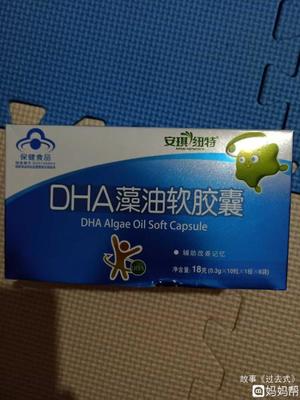 安琪纽特
保健食品
DHA藻油软胶囊
DHA Algae Oil Soft Capsule
DHA
• 辅助改善记忆
净含量: 18克(0.3g×10粒×1板×6袋)
故事《过去式》
妈妈帮